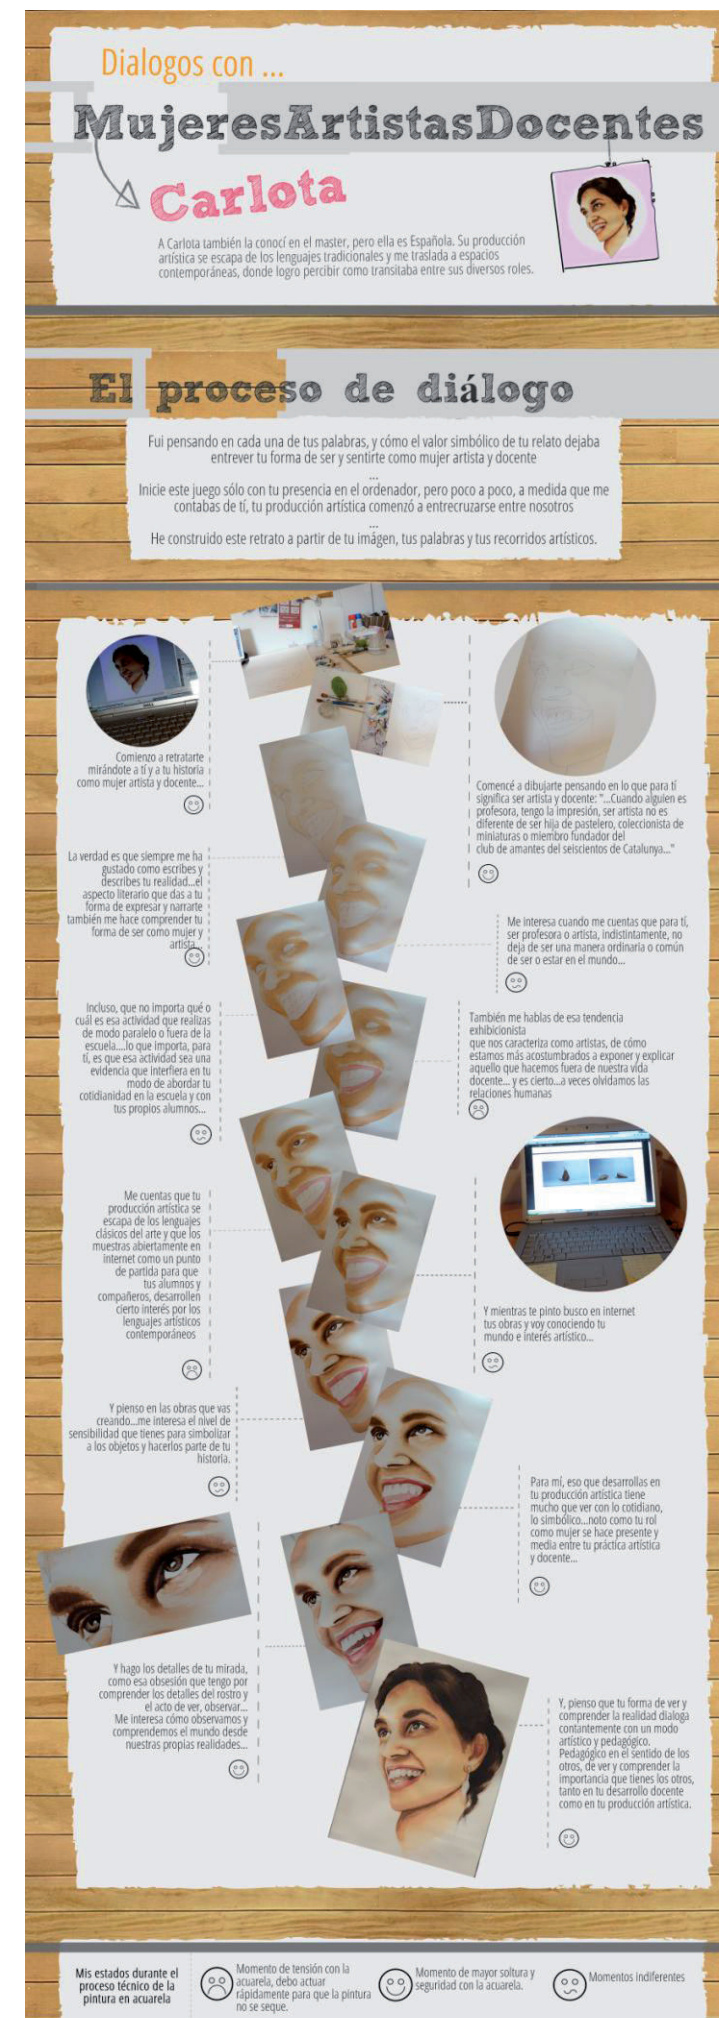 Dialogos con ...
MujeresArtistasDocentes
Carlota
A Carlota también la conocí en el master, pero ella es Española. Su producción
artística se escapa de los lenguajes tradicionales y me traslada a espacios
contemporáneas, donde logro percibir como transitaba entre sus diversos roles.
El proceso de diálogo
Fui pensando en cada una de tus palabras, y cómo el valor simbólico de tu relato dejaba
entrever tu forma de ser y sentirte como mujer artista y docente
...
Inicie este juego sólo con tu presencia en el ordenador, pero poco a poco, a medida que me
contabas de tí, tu producción artística comenzó a entrecruzarse entre nosotros
...
He construido este retrato a partir de tu imágen, tus palabras y tus recorridos artísticos.
Comienzo a retratarte
mirándote a tí y a tu historia
como mujer artista y docente...
Comencé a dibujarte pensando en lo que para tí
significa ser artista y docente: "...Cuando alguien es
profesora, tengo la impresión, ser artista no es
diferente de ser hija de pastelero, coleccionista de
miniaturas o miembro fundador del
club de amantes del seiscientos de Catalunya..."
La verdad es que siempre me ha
gustado como escribes y
describes tu realidad...el
aspecto literario que das a tu
forma de expresar y narrarte
también me hace comprender tu
forma de ser como mujer y
artista...
Me interesa cuando me cuentas que para tí,
ser profesora o artista, indistintamente, no
deja de ser una manera ordinaria o común
de ser o estar en el mundo...
Incluso, que no importa qué o
cuál es esa actividad que realizas
de modo paralelo o fuera de la
escuela....lo que importa, para
tí, es que esa actividad sea una
evidencia que interfiera en tu
modo de abordar tu
cotidianidad en la escuela y con
tus propios alumnos...
También me hablas de esa tendencia
exhibicionista
que nos caracteriza como artistas, de cómo
estamos más acostumbrados a exponer y explicar
aquello que hacemos fuera de nuestra vida
docente... y es cierto...a veces olvidamos las
relaciones humanas
Me cuentas que tu
producción artística se
escapa de los lenguajes
clásicos del arte y que los
muestras abiertamente en
internet como un punto
de partida para que
tus alumnos y
compañeros, desarrollen
cierto interés por los
lenguajes artísticos
contemporáneos
Y mientras te pinto busco en internet
tus obras y voy conociendo tu
mundo e interés artístico...
Y pienso en las obras que vas
creando...me interesa el nivel de
sensibilidad que tienes para simbolizar
a los objetos y hacerlos parte de tu
historia.
Para mí, eso que desarrollas en
tu producción artística tiene
mucho que ver con lo cotidiano,
lo simbólico...noto como tu rol
como mujer se hace presente y
media entre tu práctica artística
y docente...
Y hago los detalles de tu mirada,
como esa obsesión que tengo por
comprender los detalles del rostro y
el acto de ver, observar...
Me interesa cómo observamos y
comprendemos el mundo desde
nuestras propias realidades...
Y, pienso que tu forma de ver y
comprender la realidad dialoga
contantemente con un modo
artístico y pedagógico.
Pedagógico en el sentido de los
otros, de ver y comprender la
importancia que tienes los otros,
tanto en tu desarrollo docente
como en tu producción artística.
Mis estados durante el
proceso técnico de la
pintura en acuarela
Momento de tensión con la
acuarela, debo actuar
rápidamente para que la pintura
no se seque.
Momento de mayor soltura y
seguridad con la acuarela.
Momentos indiferentes